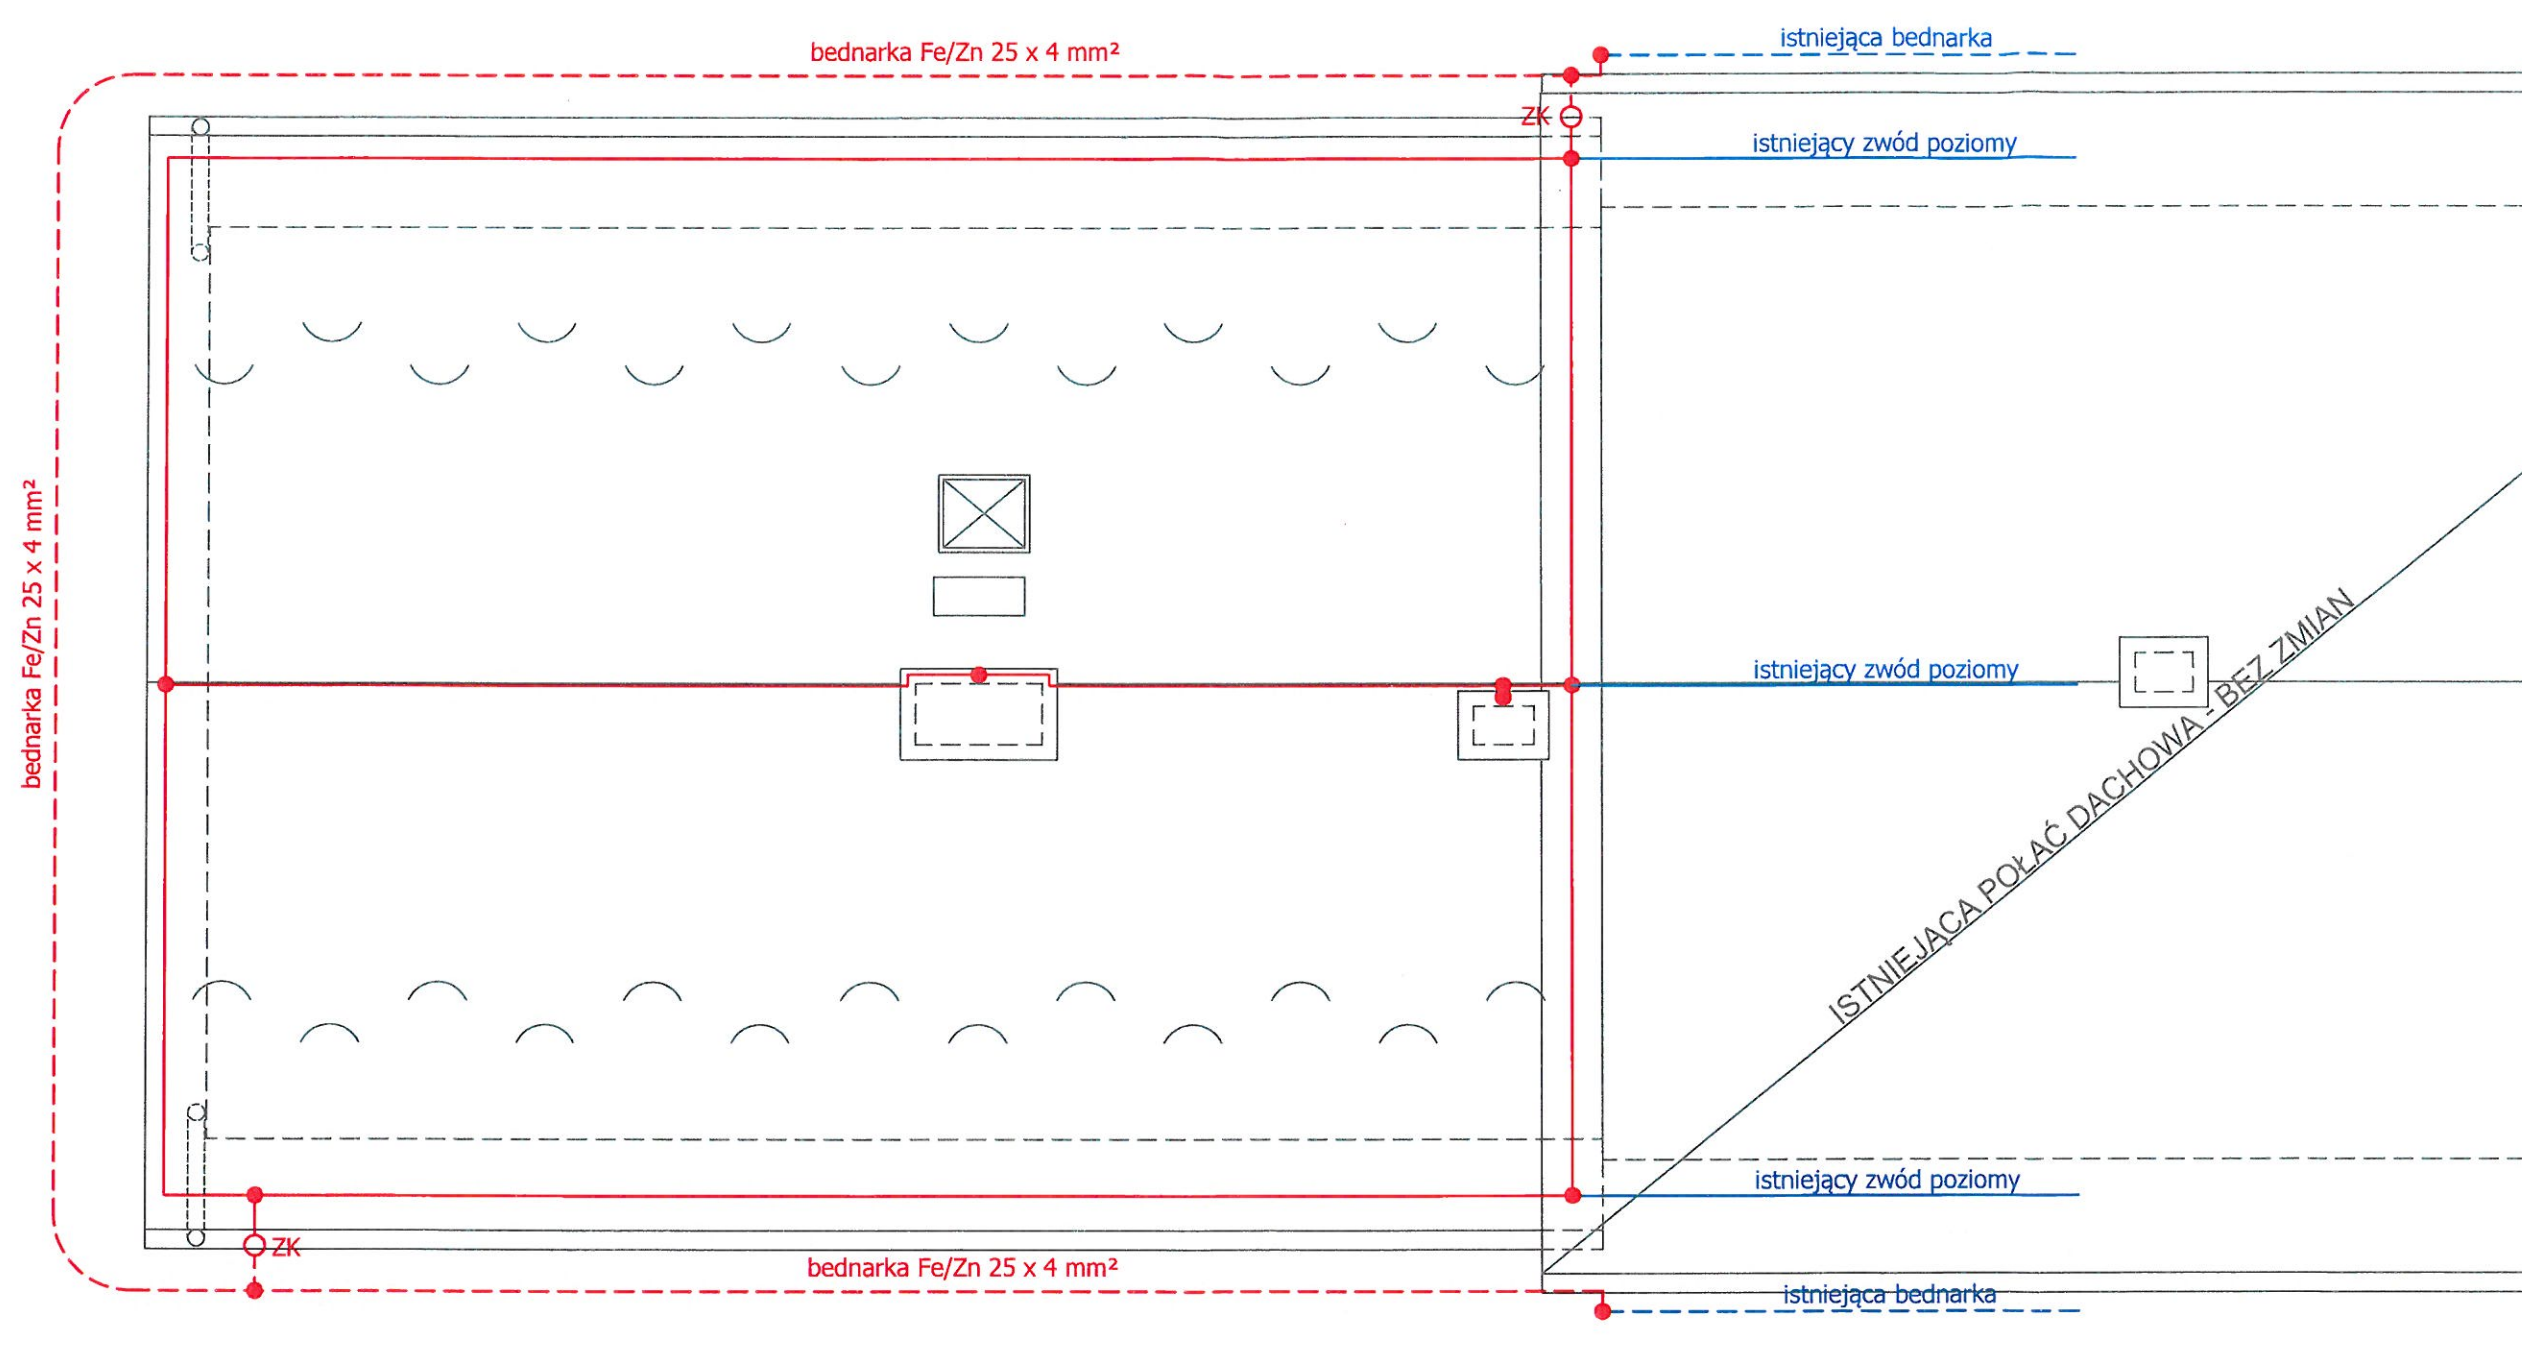 istniejąca bednarka
bednarka Fe/Zn 25 x 4 mm²
ZK
istniejący zwód poziomy
bednarka Fe/Zn 25 x 4 mm²
istniejący zwód poziomy
ISTNIEJĄCA POŁAĆ DACHOWA - BEZ ZMIAN
istniejący zwód poziomy
ZK
bednarka Fe/Zn 25 x 4 mm²
istniejąca bednarka